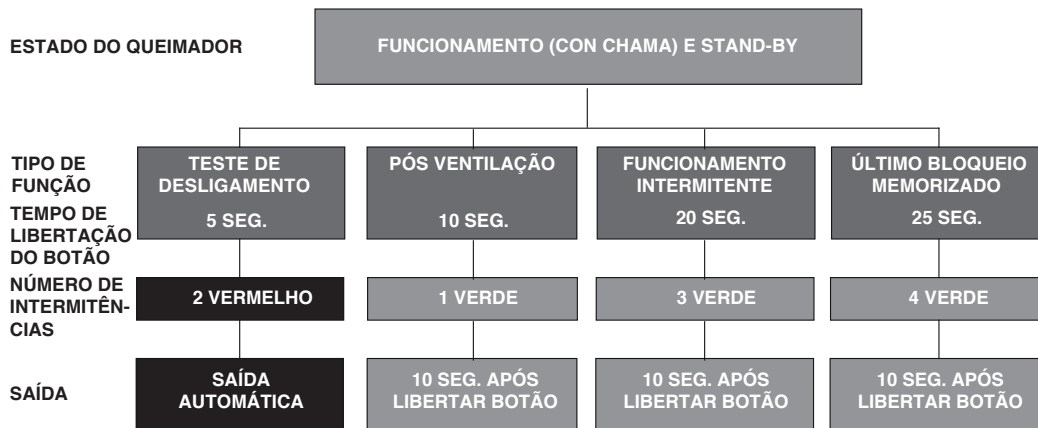 ESTADO DO QUEIMADOR
FUNCIONAMENTO (CON CHAMA) E STAND-BY
TIPO DE
FUNÇÃO
TESTE DE
DESLIGAMENTO
PÓS VENTILAÇÃO
FUNCIONAMENTO
INTERMITENTE
ÚLTIMO BLOQUEIO
MEMORIZADO
TEMPO DE
LIBERTAÇÃO
DO BOTÃO
5 SEG.
10 SEG.
20 SEG.
25 SEG.
NÚMERO DE
INTERMITÊN-
CIAS
2 VERMELHO
1 VERDE
3 VERDE
4 VERDE
SAÍDA
SAÍDA
AUTOMÁTICA
10 SEG. APÓS
LIBERTAR BOTÃO
10 SEG. APÓS
LIBERTAR BOTÃO
10 SEG. APÓS
LIBERTAR BOTÃO